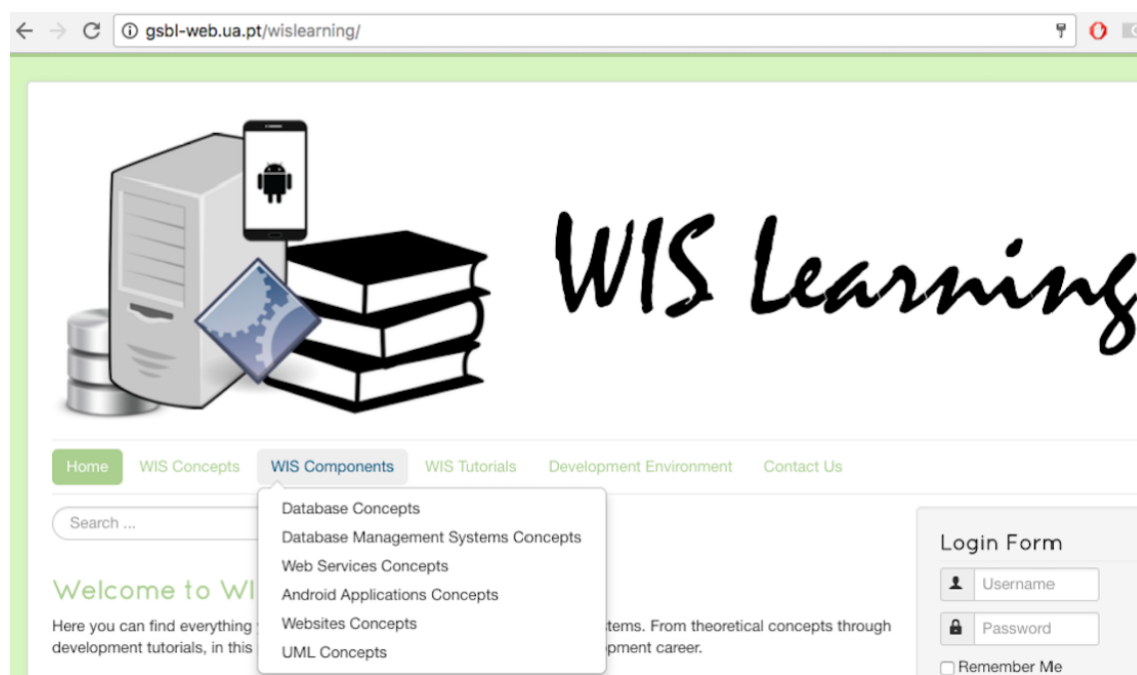 gsbl-web.ua.pt/wislearning/
WIS Learning
Home WIS Concepts WIS Components WIS Tutorials Development Environment Contact Us
Search ...
Database Concepts
Database Management Systems Concepts
Web Services Concepts
Android Applications Concepts
Websites Concepts
UML Concepts
Welcome to WI
Here you can find everything
tems. From theoretical concepts through
development tutorials, in this
pment career.
Login Form
Username
Password
Remember Me